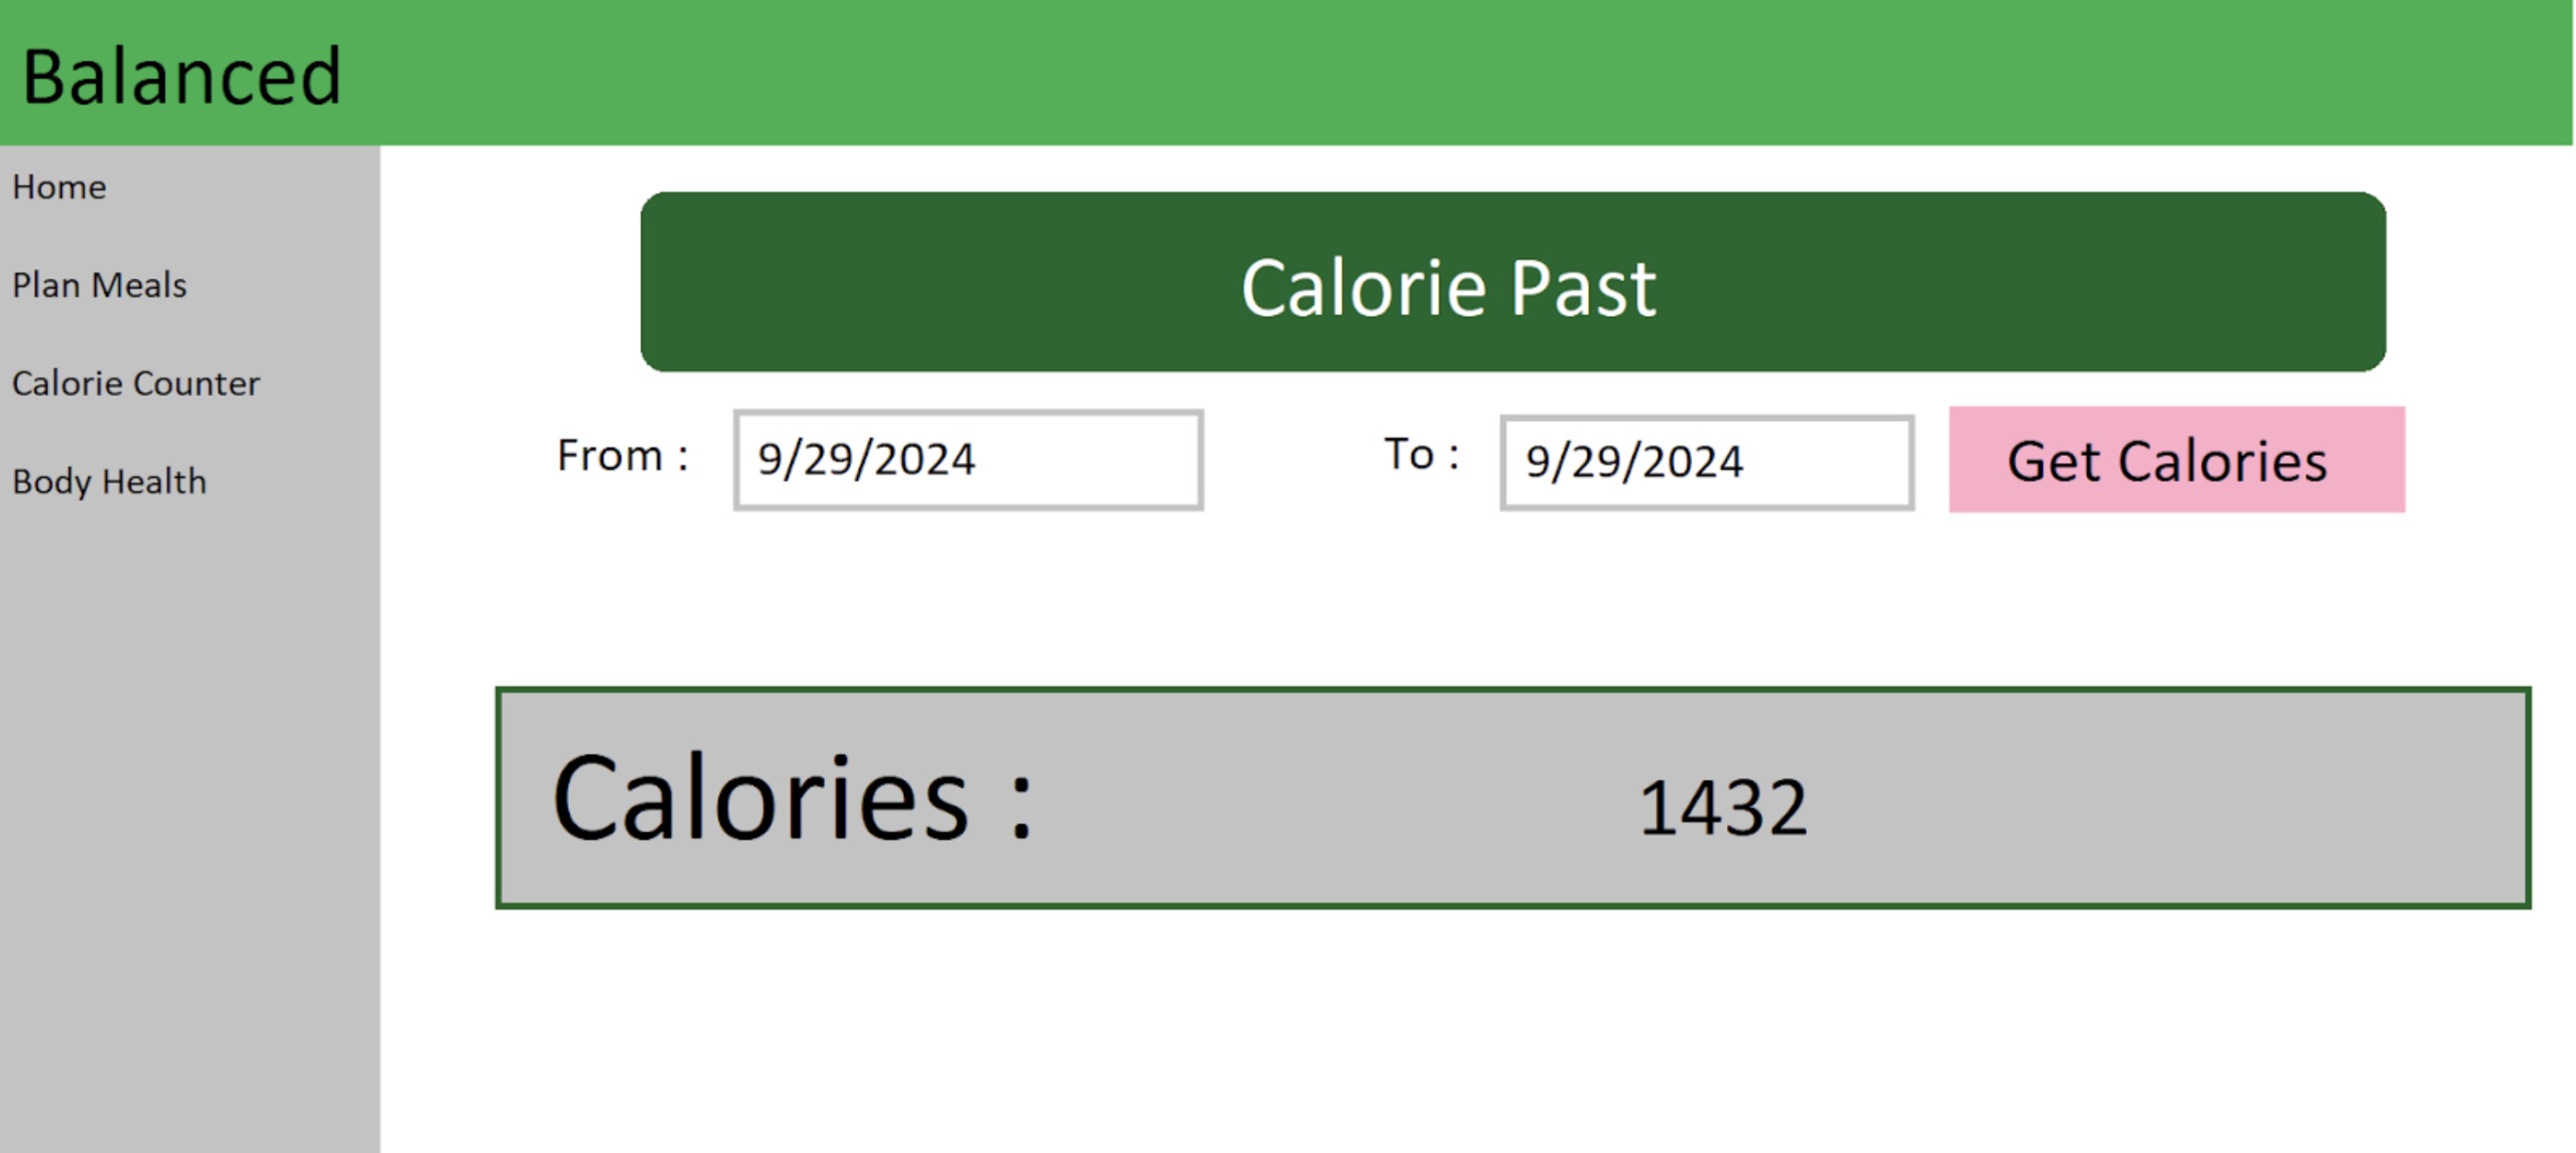 Balanced
Home
Plan Meals
Calorie Counter
Body Health
Calorie Past
From :
9/29/2024
To :
9/29/2024
Get Calories
Calories :
1432